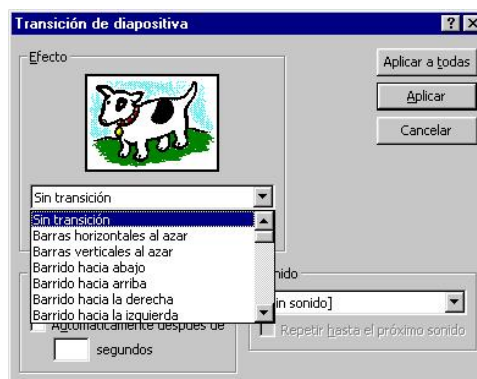 Transición de diapositiva
Efecto
Aplicar a todas
Aplicar
Cancelar
Sin transición
Sin transición
Barras horizontales al azar
Barras verticales al azar
Barrido hacia abajo
Barrido hacia arriba
Barrido hacia la derecha
Barrido hacia la izquierda
nido
in sonido]
Automáticamente después de
segundos
Repetir hasta el próximo sonido